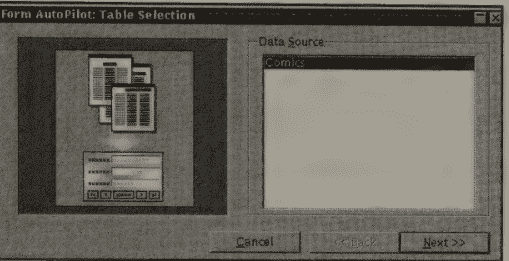 Form AutoPilot: Table Selection
Data Source
Comics
Cancel
<< Back
Next >>